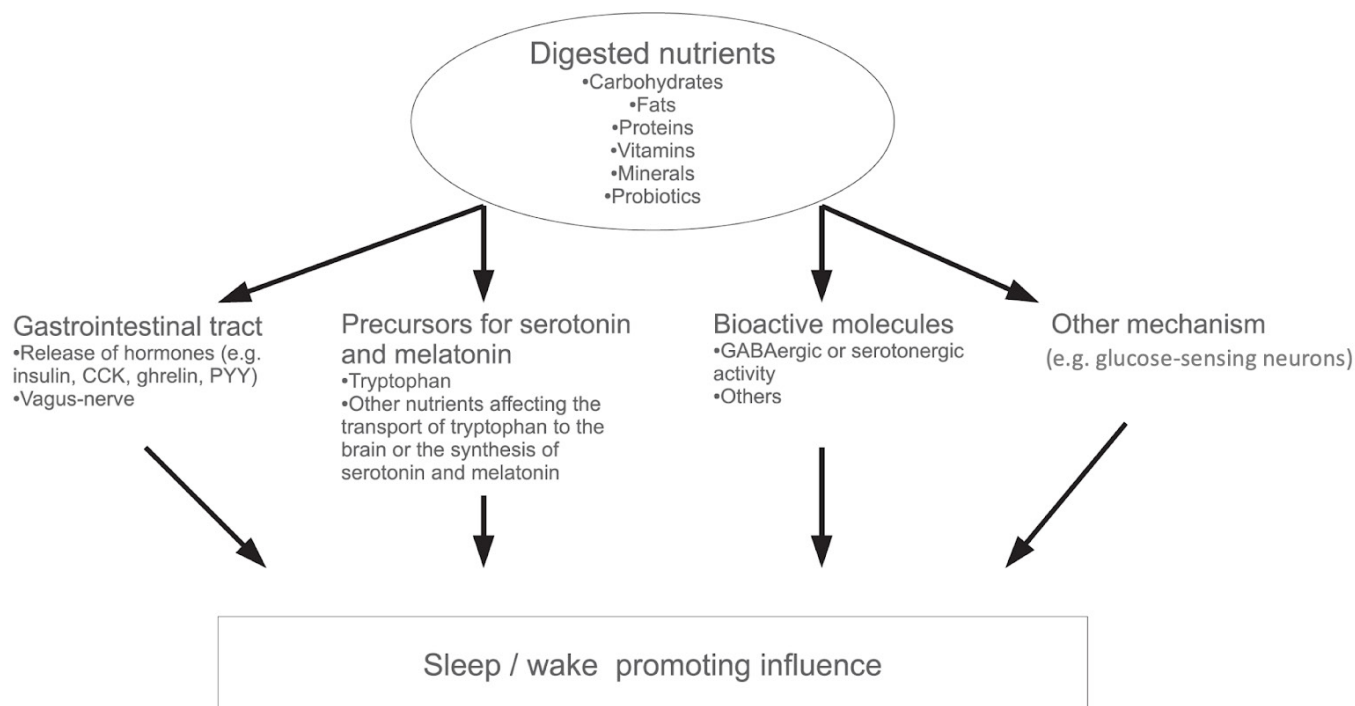 Digested nutrients
•Carbohydrates
•Fats
•Proteins
•Vitamins
•Minerals
•Probiotics
Gastrointestinal tract
•Release of hormones (e.g.
insulin, CCK, ghrelin, PYY)
•Vagus-nerve
Precursors for serotonin
and melatonin
•Tryptophan
•Other nutrients affecting the
transport of tryptophan to the
brain or the synthesis of
serotonin and melatonin
Bioactive molecules
•GABAergic or serotonergic
activity
•Others
Other mechanism
(e.g. glucose-sensing neurons)
Sleep / wake promoting influence